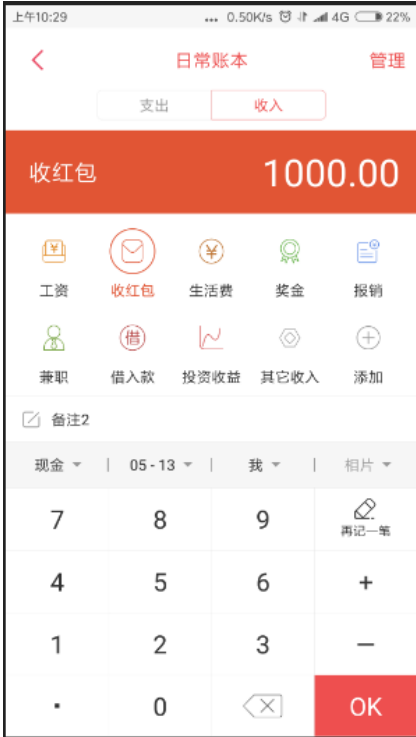 上午10:29 ... 0.50K/s 4G 22%
日常账本 管理
支出 收入
收红包 1000.00
¥ ¥
工资 收红包 生活费 奖金 报销
借
兼职 借入款 投资收益 其它收入 添加
备注2
现金 | 05-13 | 我 | 相片
7 8 9 再记一笔
4 5 6 +
1 2 3 —
. 0 OK